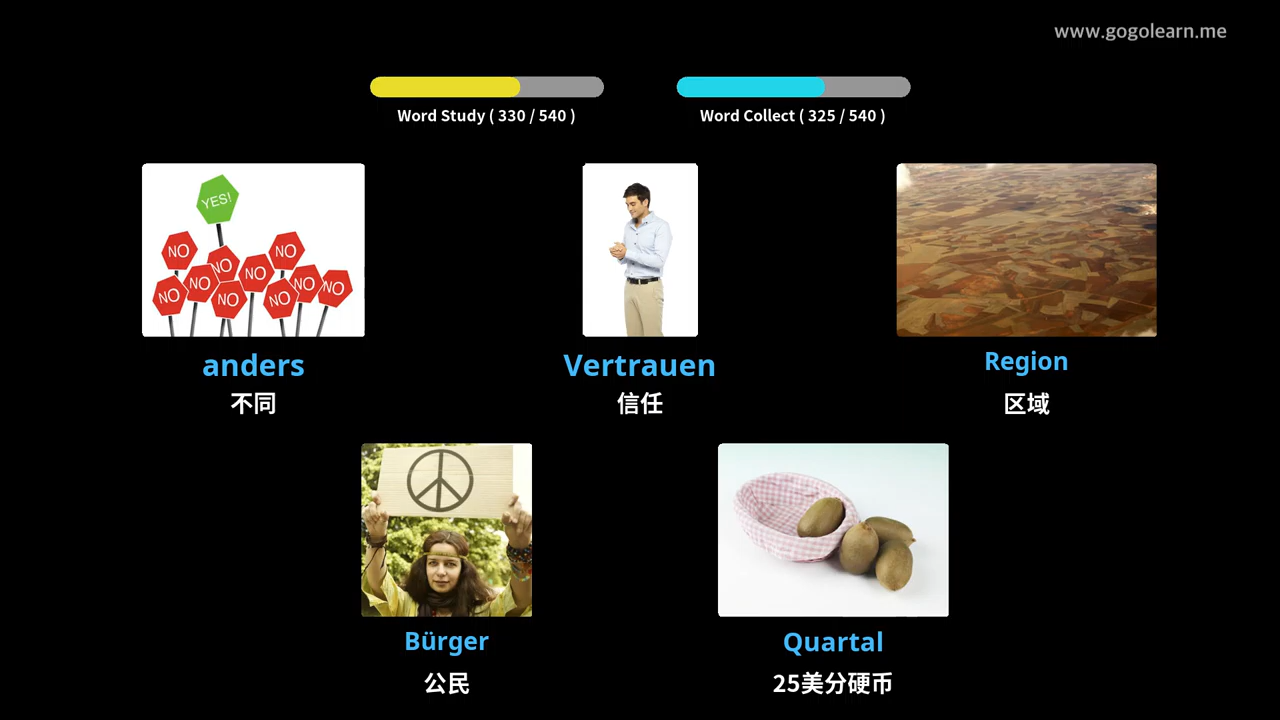 www.gogolearn.me
Word Study ( 330 / 540 )
Word Collect ( 325 / 540 )
YES!
NO
NO
NO
NO
NO
NO
NO
NO
NO
NO
anders
不同
Vertrauen
信任
Region
区域
Bürger
公民
Quartal
25美分硬币